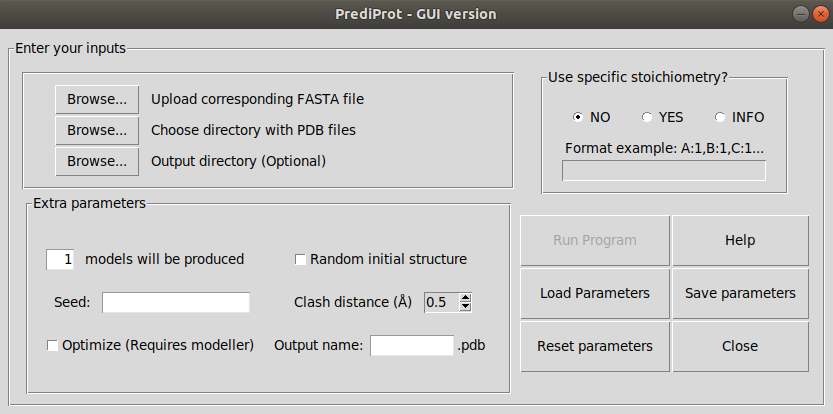 PrediProt - GUI version
Enter your inputs
Browse... Upload corresponding FASTA file
Browse... Choose directory with PDB files
Browse... Output directory (Optional)
Use specific stoichiometry?
NO YES INFO
Format example: A:1,B:1,C:1...
Extra parameters
1 models will be produced Random initial structure
Seed: Clash distance (Å) 0.5
Optimize (Requires modeller) Output name: .pdb
Run Program Help
Load Parameters Save parameters
Reset parameters Close